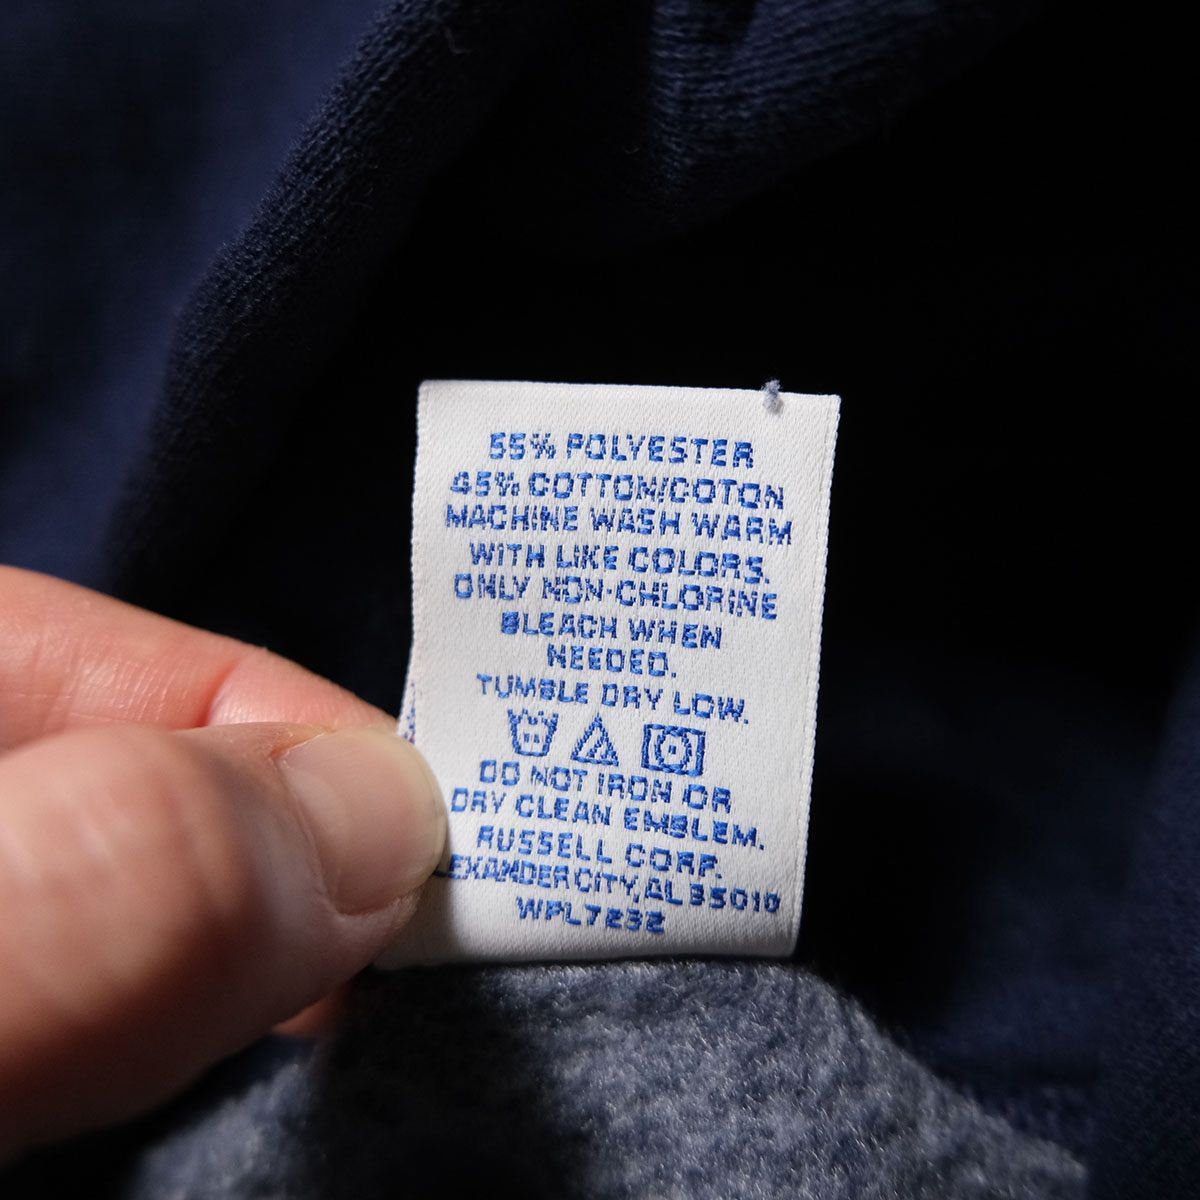 55% POLYESTER
45% COTTON/COTON
MACHINE WASH WARM
WITH LIKE COLORS.
ONLY NON-CHLORINE
BLEACH WHEN
NEEDED.
TUMBLE DRY LOW.
DO NOT IRON OR
DRY CLEAN EMBLEM.
RUSSELL CORP.
LEXANDER CITY, AL 35010
WPL7232